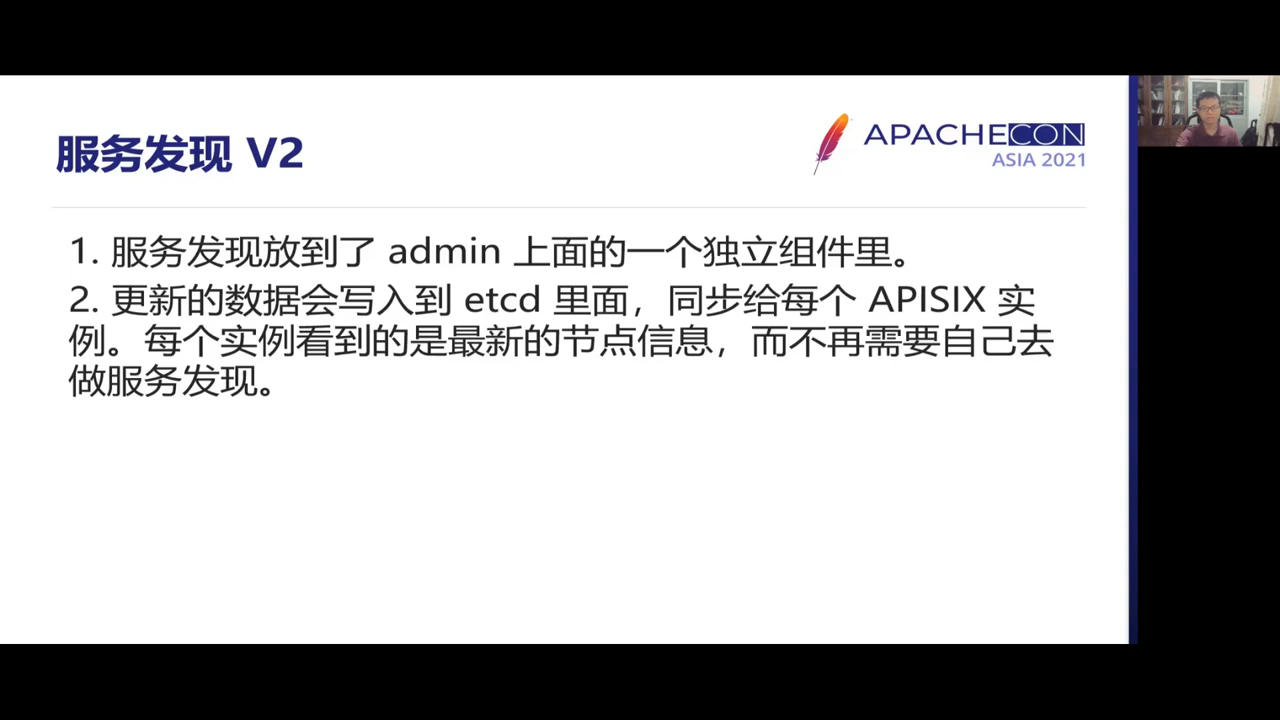 服务发现 V2
APACHECON
ASIA 2021
1. 服务发现放到了 admin 上面的一个独立组件里。
2. 更新的数据会写入到 etcd 里面，同步给每个 APISIX 实
例。每个实例看到的是最新的节点信息，而不再需要自己去
做服务发现。